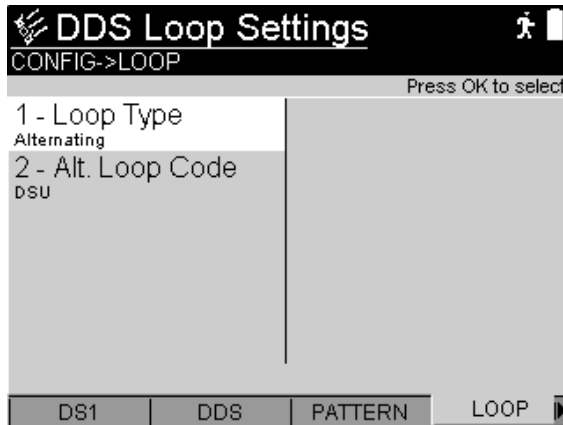 DDS Loop Settings
CONFIG->LOOP
Press OK to select
1 - Loop Type
Alternating
2 - Alt. Loop Code
DSU
DS1 DDS PATTERN LOOP